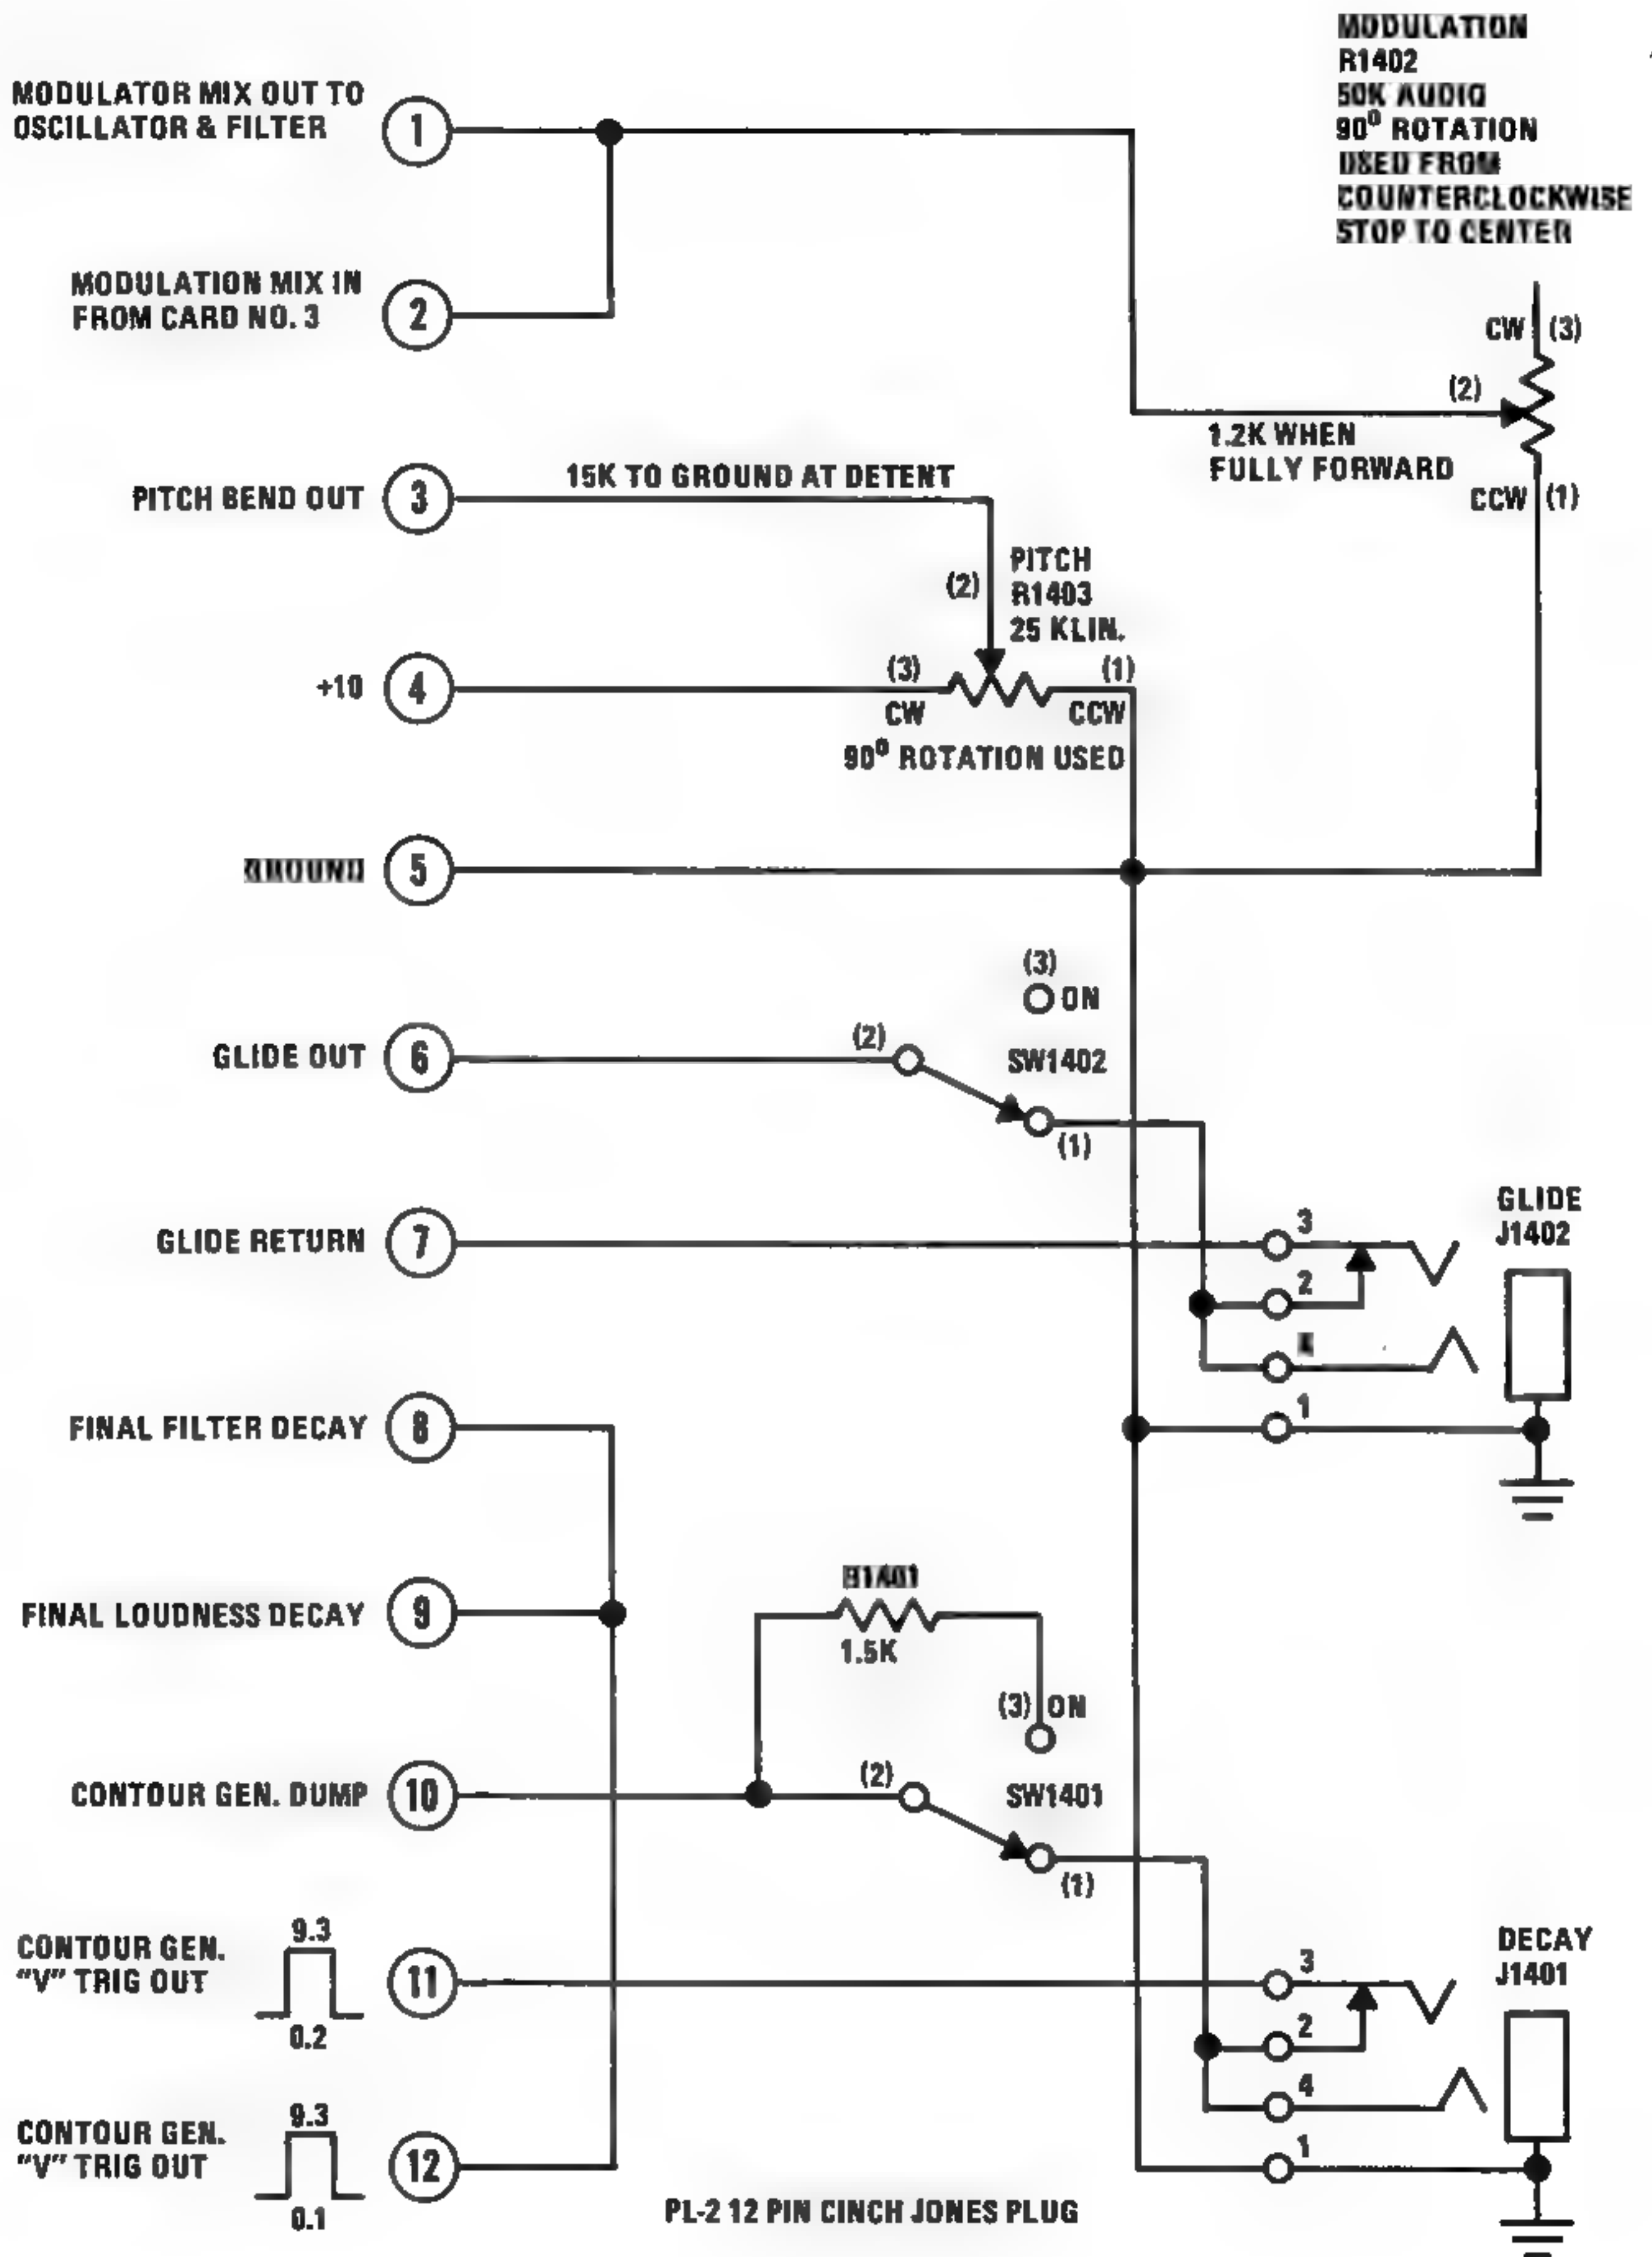 MODULATION
R1402
50K AUDIO
90⁰ ROTATION
USED FROM
COUNTERCLOCKWISE
STOP TO CENTER
MODULATOR MIX OUT TO
OSCILLATOR & FILTER
1
MODULATION MIX IN
FROM CARD NO. 3
2
CW (3)
(2)
1.2K WHEN
FULLY FORWARD
CCW (1)
PITCH BEND OUT
3
15K TO GROUND AT DETENT
(2)
PITCH
R1403
25 KLIN.
+10
4
(3)
CW
(1)
CCW
90⁰ ROTATION USED
GROUND
5
(3)
ON
GLIDE OUT
6
(2)
SW1402
(1)
GLIDE RETURN
7
3
2
1
GLIDE
J1402
FINAL FILTER DECAY
8
FINAL LOUDNESS DECAY
9
R1401
1.5K
(3) ON
CONTOUR GEN. DUMP
10
(2)
SW1401
(1)
CONTOUR GEN.
"V" TRIG OUT
9.3
0.2
11
3
2
4
1
DECAY
J1401
CONTOUR GEN.
"V" TRIG OUT
9.3
0.1
12
PL-2 12 PIN CINCH JONES PLUG